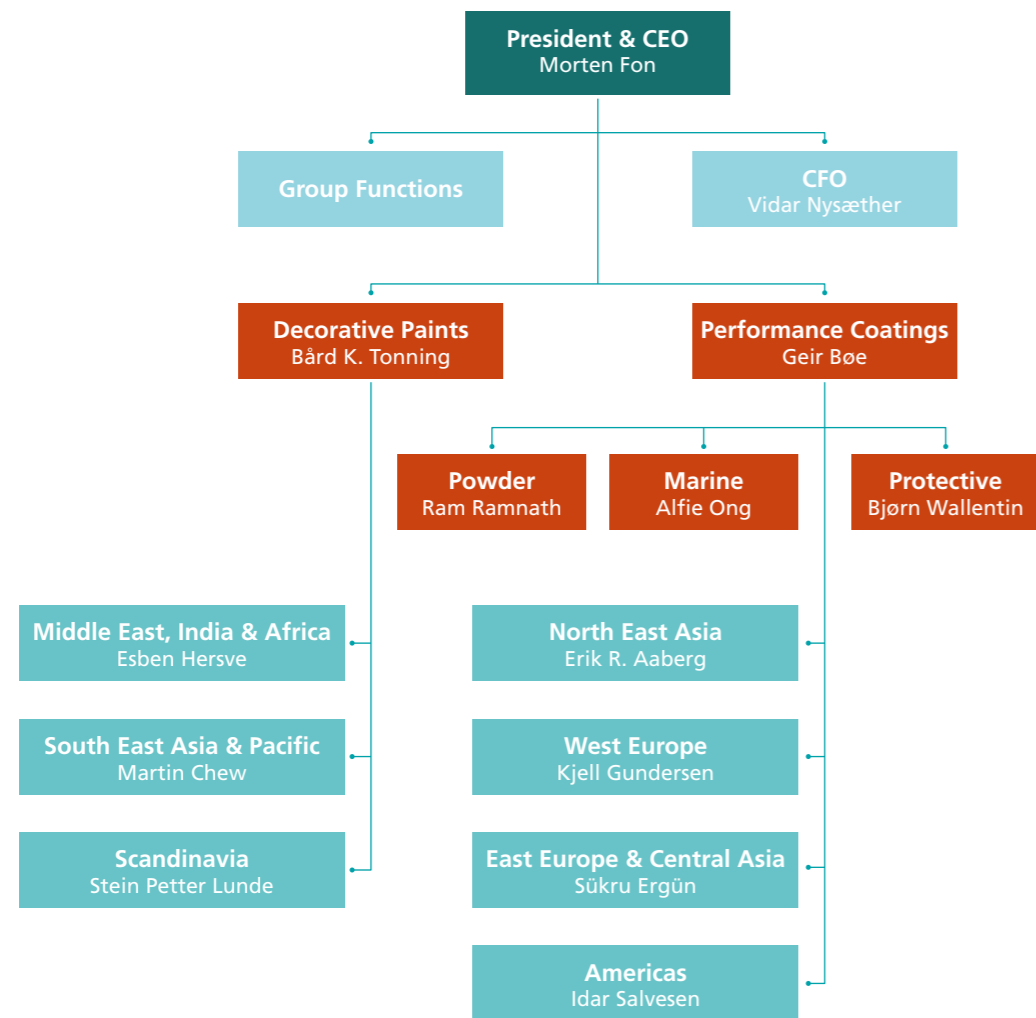 President & CEO
Morten Fon
Group Functions
CFO
Vidar Nysæther
Decorative Paints
Bård K. Tonning
Performance Coatings
Geir Bøe
Powder
Ram Ramnath
Marine
Alfie Ong
Protective
Bjørn Wallentin
Middle East, India & Africa
Esben Hersve
North East Asia
Erik R. Aaberg
South East Asia & Pacific
Martin Chew
West Europe
Kjell Gundersen
Scandinavia
Stein Petter Lunde
East Europe & Central Asia
Sükru Ergün
Americas
Idar Salvesen